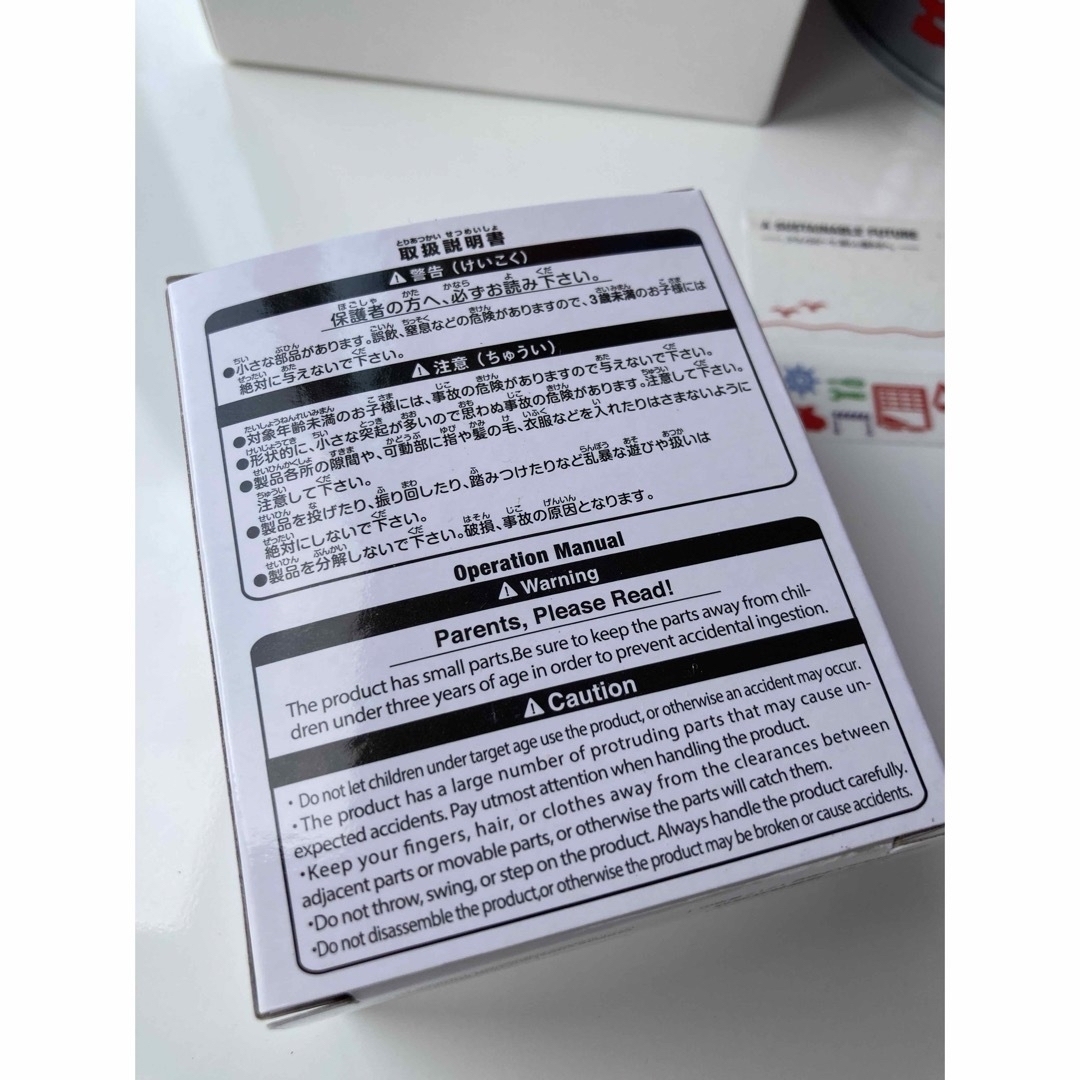 取扱説明書
警告（けいこく）
保護者の方へ、必ずお読み下さい。
●小さな部品があります。誤飲、窒息などの危険がありますので、3歳未満のお子様には
絶対に与えないで下さい。
注意（ちゅうい）
●対象年齢未満のお子様には、事故の危険がありますので与えないで下さい。
●形状的に、小さな突起が多いので思わぬ事故の危険があります。注意して下さい。
●製品各所の隙間や、可動部に指や髪の毛、衣服などを入れたりはさまないように
注意して下さい。
●製品を投げたり、振り回したり、踏みつけたりなど乱暴な遊びや扱いは
絶対にしないで下さい。
●製品を分解しないで下さい。破損、事故の原因となります。
Operation Manual
Warning
Parents, Please Read!
The product has small parts.Be sure to keep the parts away from chil-
dren under three years of age in order to prevent accidental ingestion.
Caution
・Do not let children under target age use the product, or otherwise an accident may occur.
・The product has a large number of protruding parts that may cause un-
expected accidents. Pay utmost attention when handling the product.
・Keep your fingers, hair, or clothes away from the clearances between
adjacent parts or movable parts, or otherwise the parts will catch them.
・Do not throw, swing, or step on the product. Always handle the product carefully.
・Do not disassemble the product,or otherwise the product may be broken or cause accidents.
A SUSTAINABLE FUTURE